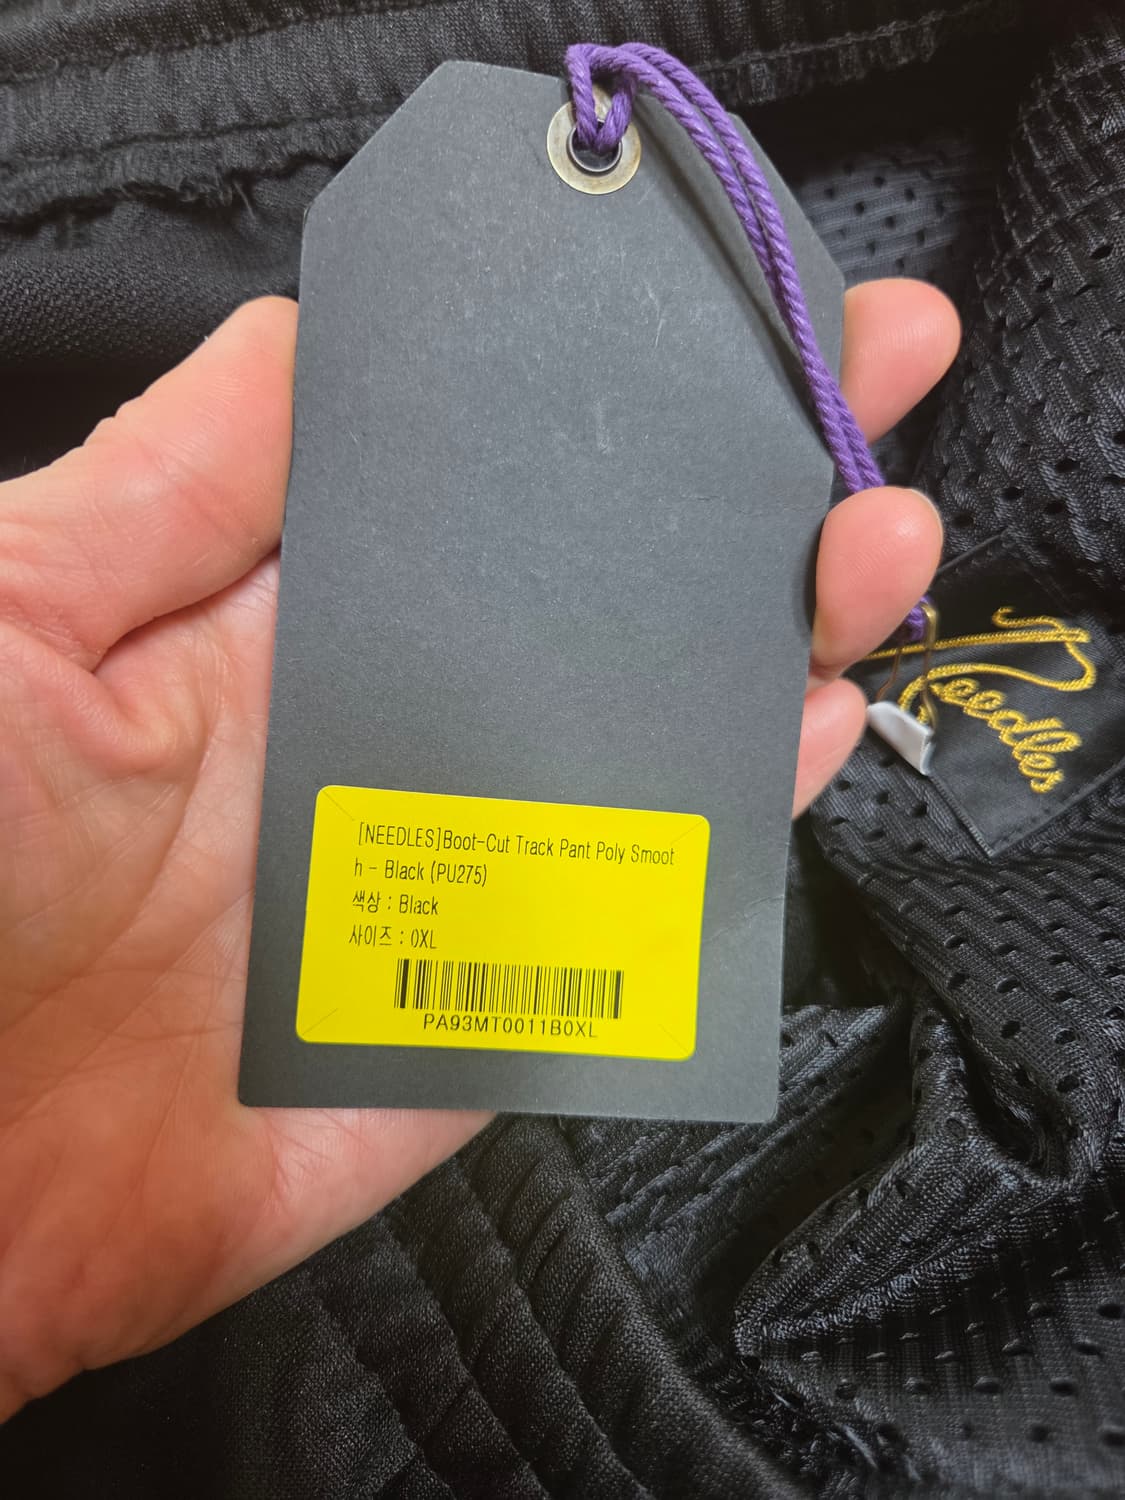 [NEEDLES]Boot-Cut Track Pant Poly Smoot
h - Black (PU275)
색상 : Black
사이즈 : 0XL
PA93MT0011B0XL
Needles